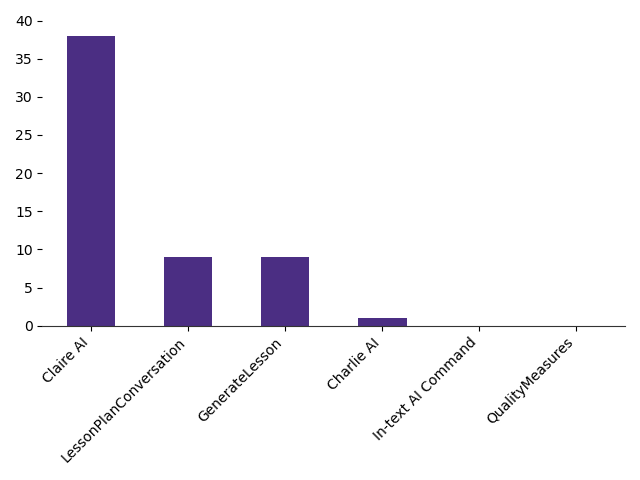 40
35
30
25
20
15
10
5
0
Claire AI
LessonPlanConversation
GenerateLesson
Charlie AI
In-text AI Command
QualityMeasures